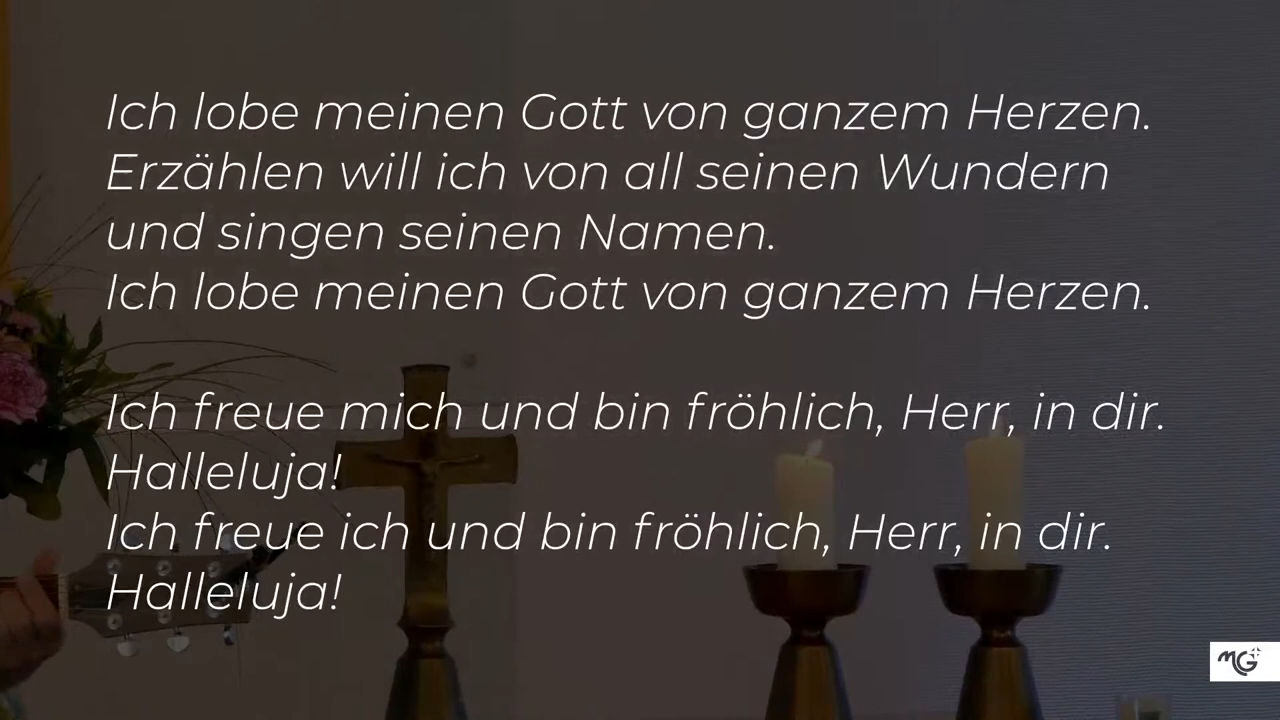 Ich lobe meinen Gott von ganzem Herzen.
Erzählen will ich von all seinen Wundern
und singen seinen Namen.
Ich lobe meinen Gott von ganzem Herzen.
Ich freue mich und bin fröhlich, Herr, in dir.
Halleluja!
Ich freue ich und bin fröhlich, Herr, in dir.
Halleluja!
MG